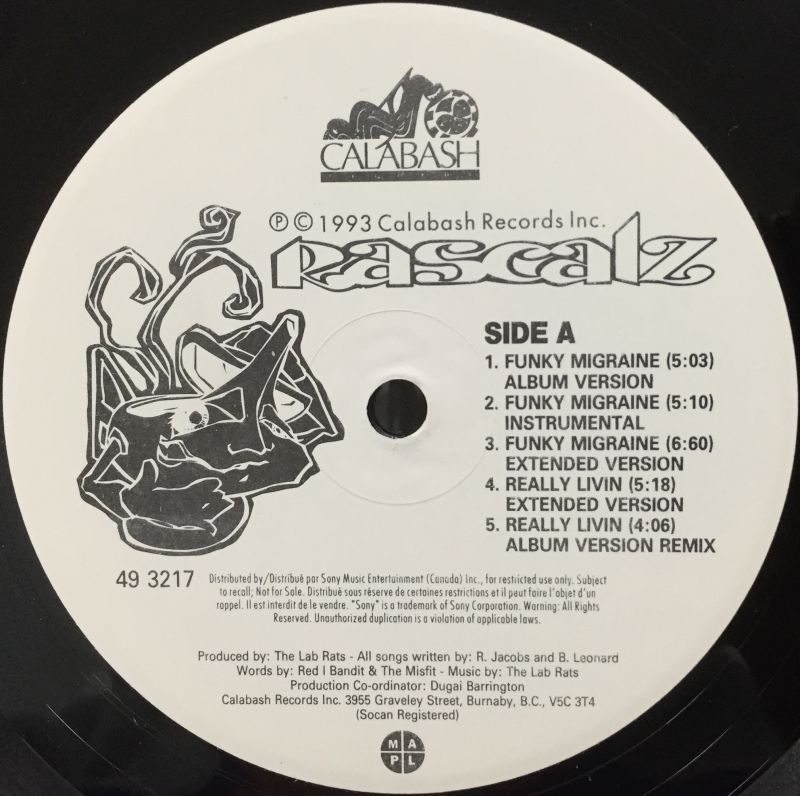 CALABASH
℗ © 1993 Calabash Records Inc.
Rascalz
SIDE A
1. FUNKY MIGRAINE (5:03)
ALBUM VERSION
2. FUNKY MIGRAINE (5:10)
INSTRUMENTAL
3. FUNKY MIGRAINE (6:60)
EXTENDED VERSION
4. REALLY LIVIN (5:18)
EXTENDED VERSION
5. REALLY LIVIN (4:06)
ALBUM VERSION REMIX
49 3217
Distributed by/Distribué par Sony Music Entertainment (Canada) Inc., for restricted use only. Subject
to recall; Not for Sale. Distribué sous réserve de certaines restrictions et il peut faire l'objet d'un
rappel. Il est interdit de le vendre. "Sony" is a trademark of Sony Corporation. Warning: All Rights
Reserved. Unauthorized duplication is a violation of applicable laws.
Produced by: The Lab Rats - All songs written by: R. Jacobs and B. Leonard
Words by: Red I Bandit & The Misfit - Music by: The Lab Rats
Production Co-ordinator: Dugai Barrington
Calabash Records Inc. 3955 Graveley Street, Burnaby, B.C., V5C 3T4
(Socan Registered)
M A
P L